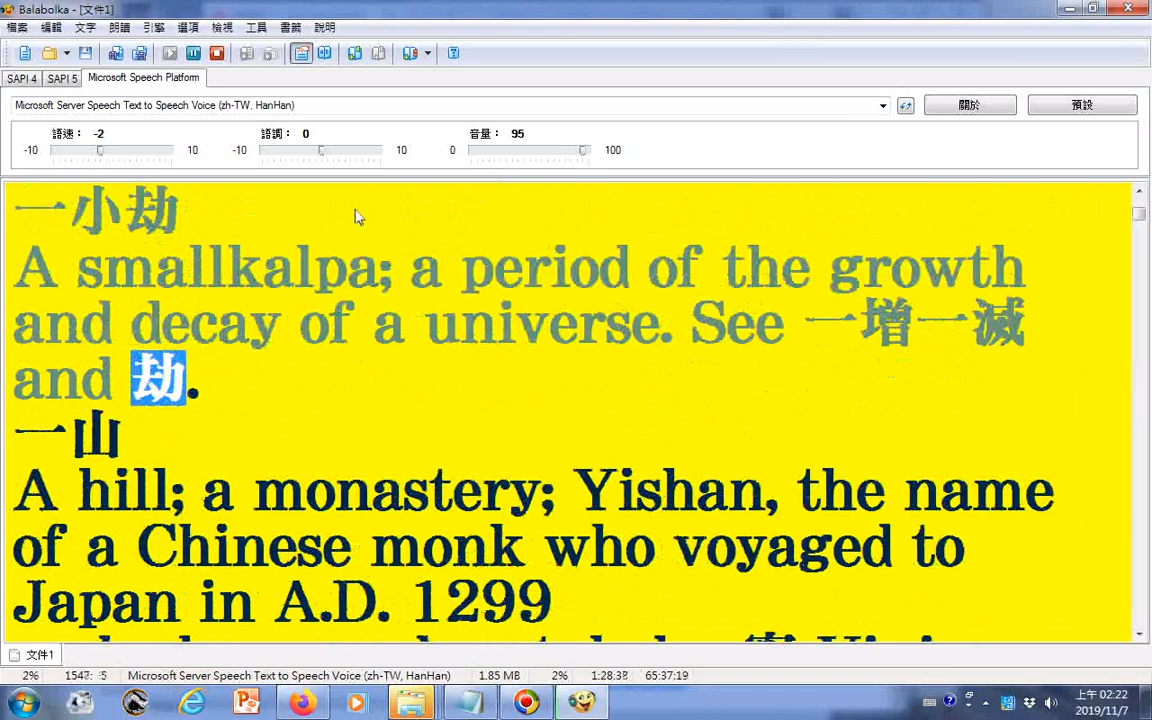 Balabolka - [文件1]
檔案 編輯 文字 朗讀 引擎 選項 檢視 工具 書籤 說明
SAPI 4 SAPI 5 Microsoft Speech Platform
Microsoft Server Speech Text to Speech Voice (zh-TW, HanHan) 關於 預設
語速: -2 語調: 0 音量: 95
-10 10 -10 10 0 100
一小劫
A smallkalpa; a period of the growth
and decay of a universe. See 一增一減
and 劫.
一山
A hill; a monastery; Yishan, the name
of a Chinese monk who voyaged to
Japan in A.D. 1299
文件1
2% Microsoft Server Speech Text to Speech Voice (zh-TW, HanHan) 1.85 MB 2% 1:28:38 65:37:19
上午 02:22
2019/11/7